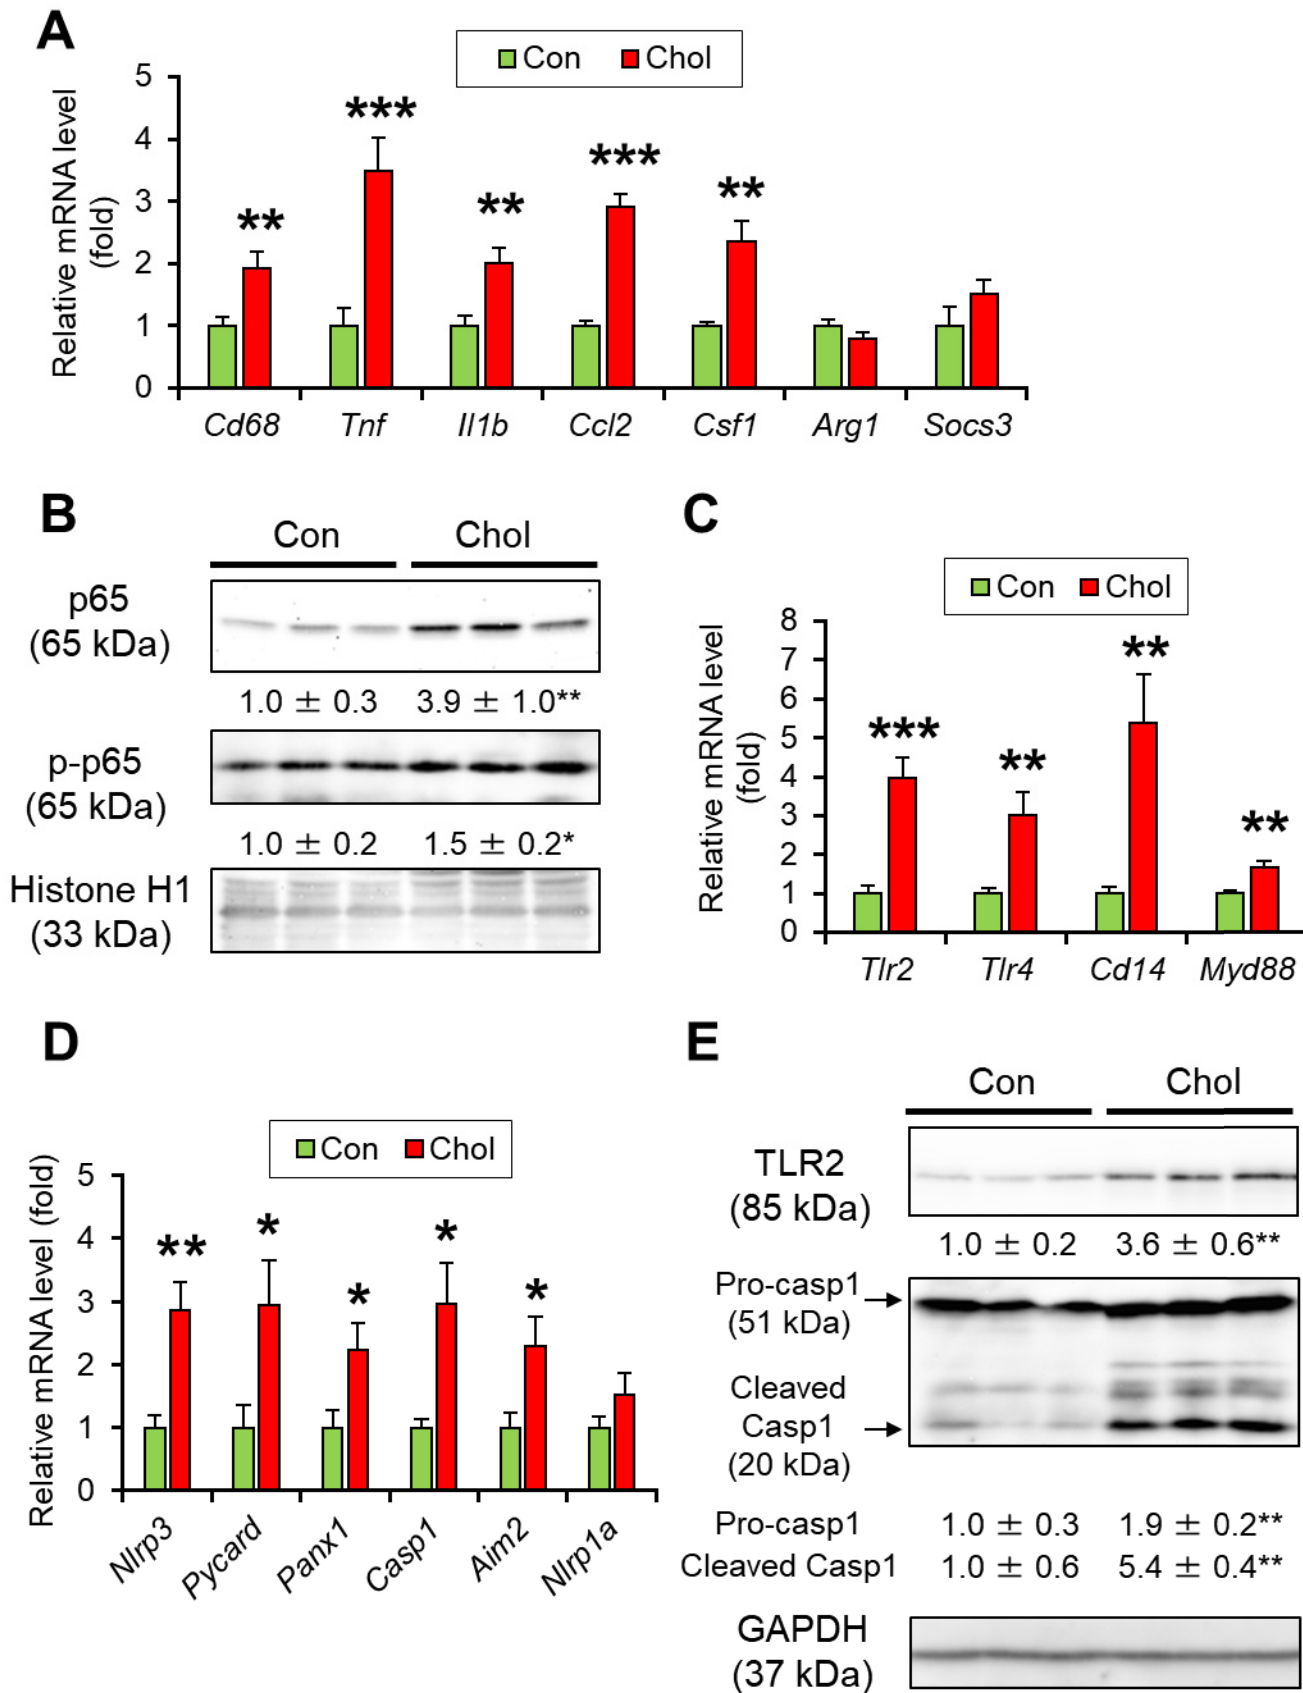 A
Con Chol
Relative mRNA level
(fold)
5
4
3
2
1
0
** *** ** *** **
Cd68 Tnf Il1b Ccl2 Csf1 Arg1 Socs3
B
Con Chol
p65
(65 kDa)
1.0 ± 0.3 3.9 ± 1.0**
p-p65
(65 kDa)
1.0 ± 0.2 1.5 ± 0.2*
Histone H1
(33 kDa)
C
Con Chol
Relative mRNA level
(fold)
8
7
6
5
4
3
2
1
0
*** ** ** **
Tlr2 Tlr4 Cd14 Myd88
D
Con Chol
Relative mRNA level (fold)
5
4
3
2
1
0
** * * * *
Nlrp3 Pycard Panx1 Casp1 Aim2 Nlrp1a
E
Con Chol
TLR2
(85 kDa)
1.0 ± 0.2 3.6 ± 0.6**
Pro-casp1
(51 kDa)
Cleaved
Casp1
(20 kDa)
Pro-casp1 1.0 ± 0.3 1.9 ± 0.2**
Cleaved Casp1 1.0 ± 0.6 5.4 ± 0.4**
GAPDH
(37 kDa)